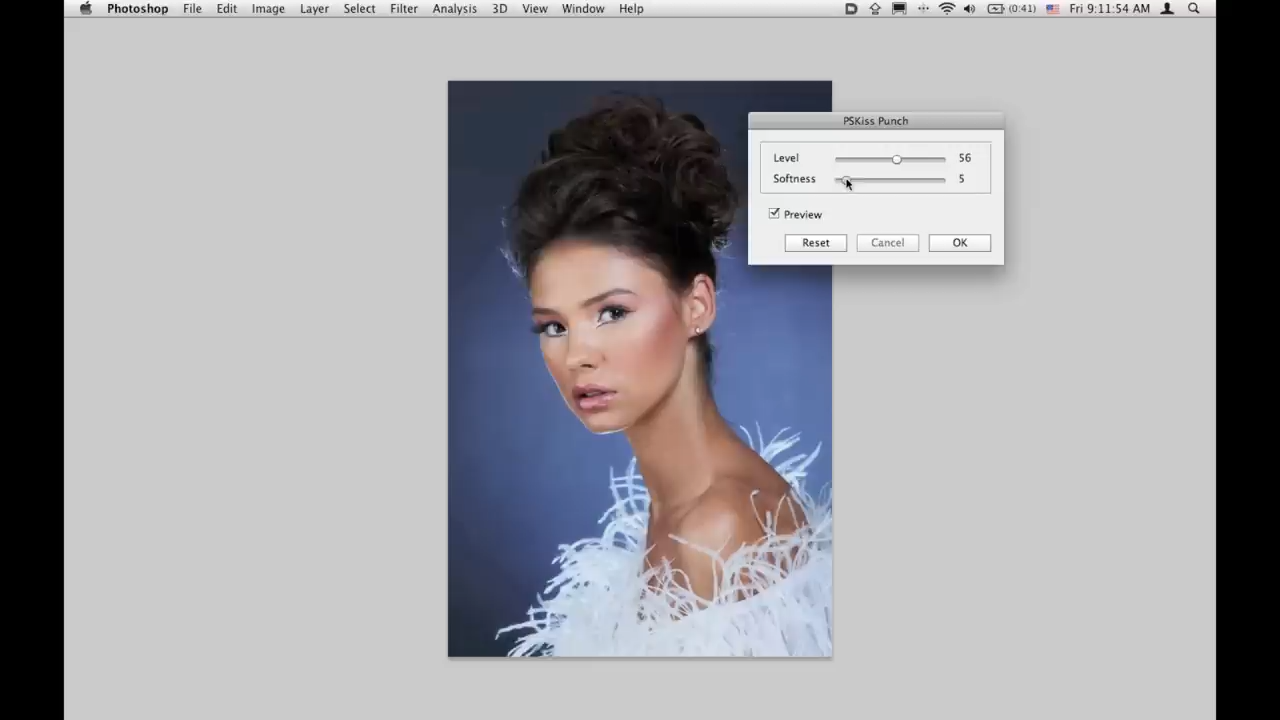 Photoshop File Edit Image Layer Select Filter Analysis 3D View Window Help (0:41) Fri 9:11:54 AM
PSKiss Punch
Level 56
Softness 5
Preview
Reset Cancel OK